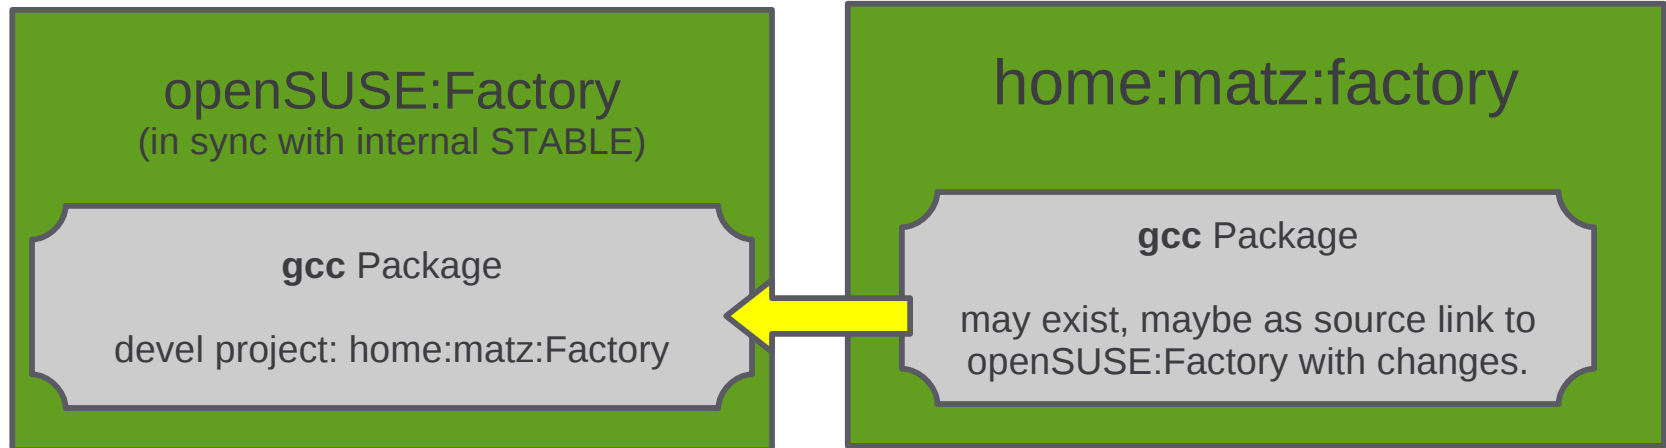 openSUSE:Factory
(in sync with internal STABLE)
gcc Package
devel project: home:matz:Factory
home:matz:factory
gcc Package
may exist, maybe as source link to
openSUSE:Factory with changes.